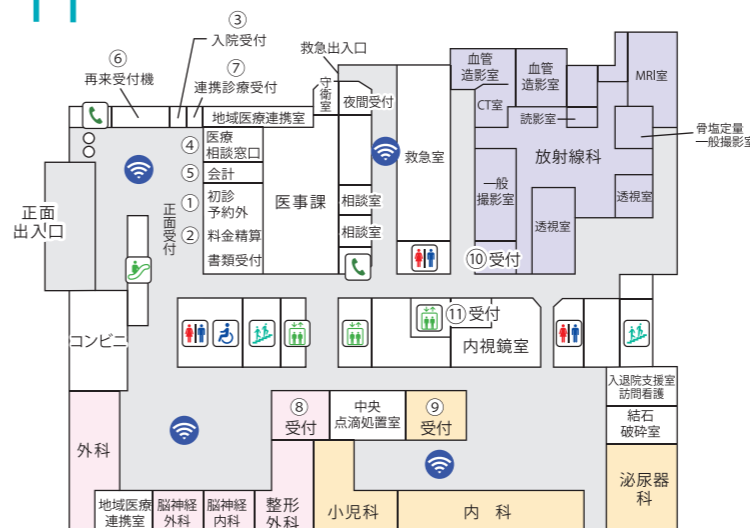 ③
入院受付
⑥
再来受付機
⑦
連携診療受付
救急出入口
守衛室
夜間受付
地域医療連携室
④
医療
相談窓口
⑤
会計
①
初診
予約外
②
料金精算
書類受付
正面受付
医事課
相談室
相談室
救急室
正面
出入口
コンビニ
血管
造影室
血管
造影室
CT室
読影室
MRI室
骨塩定量
一般撮影室
放射線科
一般
撮影室
透視室
透視室
⑩受付
⑪受付
内視鏡室
入退院支援室
訪問看護
結石
破砕室
泌尿器
科
⑧
受付
中央
点滴処置室
⑨
受付
外科
地域医療
連携室
脳神経
外科
脳神経
内科
整形
外科
小児科
内 科